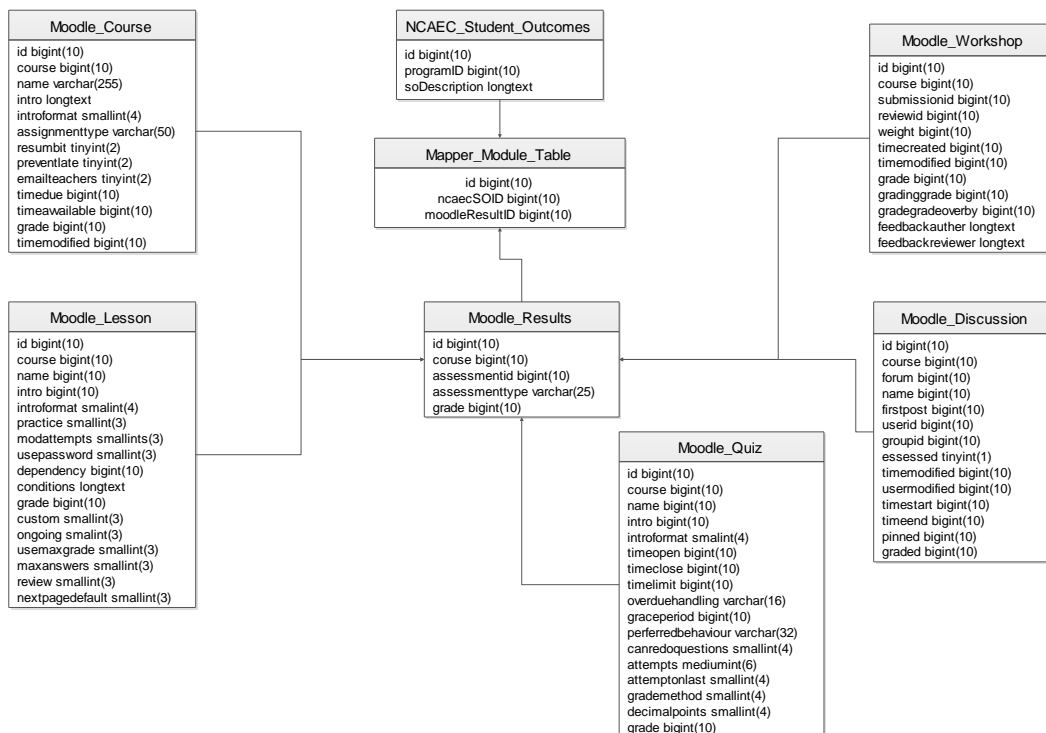 Moodle_Course
id bigint(10)
course bigint(10)
name varchar(255)
intro longtext
introformat smallint(4)
assignmenttype varchar(50)
resumbit tinyint(2)
preventlate tinyint(2)
emailteachers tinyint(2)
timedue bigint(10)
timeawailable bigint(10)
grade bigint(10)
timemodified bigint(10)
NCAEC_Student_Outcomes
id bigint(10)
programID bigint(10)
soDescription longtext
Moodle_Workshop
id bigint(10)
course bigint(10)
submissionid bigint(10)
reviewid bigint(10)
weight bigint(10)
timecreated bigint(10)
timemodified bigint(10)
grade bigint(10)
gradinggrade bigint(10)
gradegradeoverby bigint(10)
feedbackauther longtext
feedbackreviewer longtext
Mapper_Module_Table
id bigint(10)
ncaecSOID bigint(10)
moodleResultID bigint(10)
Moodle_Lesson
id bigint(10)
course bigint(10)
name bigint(10)
intro bigint(10)
introformat smalint(4)
practice smallint(3)
modattempts smallints(3)
usepassword smallint(3)
dependency bigint(10)
conditions longtext
grade bigint(10)
custom smallint(3)
ongoing smalint(3)
usemaxgrade smallint(3)
maxanswers smallint(3)
review smallint(3)
nextpagedefault smallint(3)
Moodle_Results
id bigint(10)
coruse bigint(10)
assessmentid bigint(10)
assessmenttype varchar(25)
grade bigint(10)
Moodle_Discussion
id bigint(10)
course bigint(10)
forum bigint(10)
name bigint(10)
firstpost bigint(10)
userid bigint(10)
groupid bigint(10)
essessed tinyint(1)
timemodified bigint(10)
usermodified bigint(10)
timestart bigint(10)
timeend bigint(10)
pinned bigint(10)
graded bigint(10)
Moodle_Quiz
id bigint(10)
course bigint(10)
name bigint(10)
intro bigint(10)
introformat smalint(4)
timeopen bigint(10)
timeclose bigint(10)
timelimit bigint(10)
overduehandling varchar(16)
graceperiod bigint(10)
perferredbehaviour varchar(32)
canredoquestions smallint(4)
attempts mediumint(6)
attemptonlast smallint(4)
grademethod smallint(4)
decimalpoints smallint(4)
grade bigint(10)